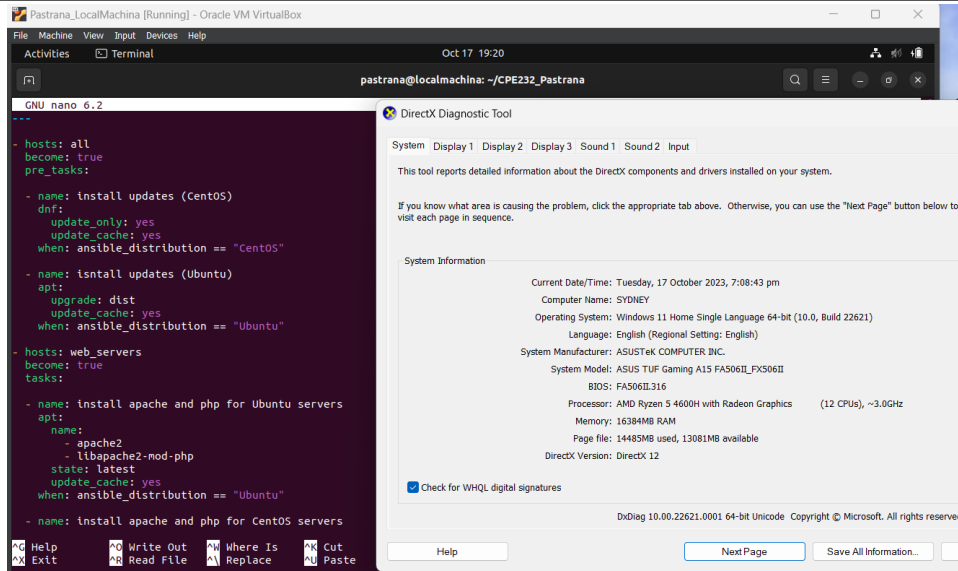 Pastrana_LocalMachina [Running] - Oracle VM VirtualBox
File Machine View Input Devices Help
Activities Terminal Oct 17 19:20
pastrana@localmachina: ~/CPE232_Pastrana
GNU nano 6.2
---
- hosts: all
become: true
pre_tasks:
- name: install updates (CentOS)
dnf:
update_only: yes
update_cache: yes
when: ansible_distribution == "CentOS"
- name: isntall updates (Ubuntu)
apt:
upgrade: dist
update_cache: yes
when: ansible_distribution == "Ubuntu"
- hosts: web_servers
become: true
tasks:
- name: install apache and php for Ubuntu servers
apt:
name:
- apache2
- libapache2-mod-php
state: latest
update_cache: yes
when: ansible_distribution == "Ubuntu"
- name: install apache and php for CentOS servers
^G Help ^O Write Out ^W Where Is ^K Cut
^X Exit ^R Read File ^\ Replace ^U Paste
DirectX Diagnostic Tool
System Display 1 Display 2 Display 3 Sound 1 Sound 2 Input
This tool reports detailed information about the DirectX components and drivers installed on your system.
If you know what area is causing the problem, click the appropriate tab above. Otherwise, you can use the "Next Page" button below to
visit each page in sequence.
System Information
Current Date/Time: Tuesday, 17 October 2023, 7:08:43 pm
Computer Name: SYDNEY
Operating System: Windows 11 Home Single Language 64-bit (10.0, Build 22621)
Language: English (Regional Setting: English)
System Manufacturer: ASUSTeK COMPUTER INC.
System Model: ASUS TUF Gaming A15 FA506II_FX506II
BIOS: FA506II.316
Processor: AMD Ryzen 5 4600H with Radeon Graphics (12 CPUs), ~3.0GHz
Memory: 16384MB RAM
Page file: 14485MB used, 13081MB available
DirectX Version: DirectX 12
Check for WHQL digital signatures
DxDiag 10.00.22621.0001 64-bit Unicode Copyright © Microsoft. All rights reserve
Help Next Page Save All Information...